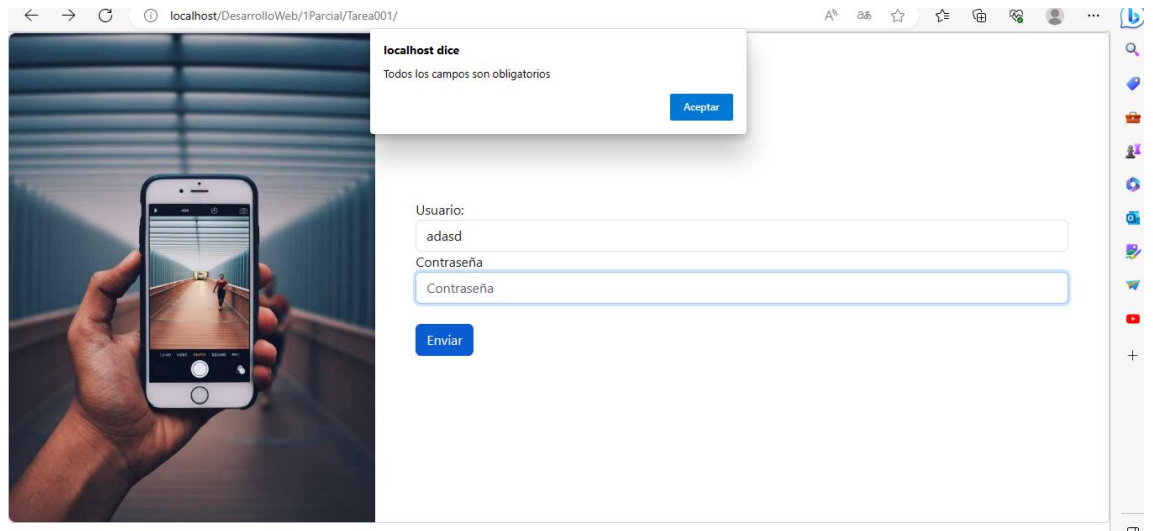 localhost/DesarrolloWeb/1Parcial/Tarea001/
localhost dice
Todos los campos son obligatorios
Aceptar
Usuario:
adasd
Contraseña
Contraseña
Enviar